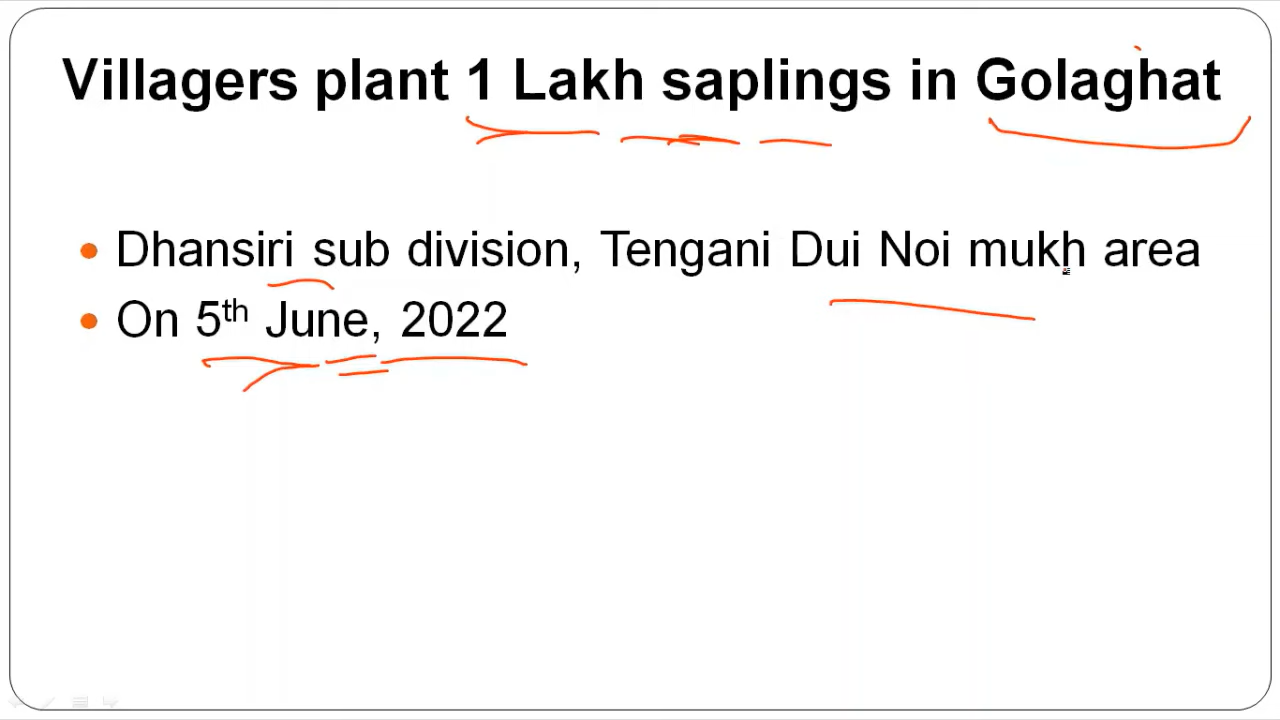 Villagers plant 1 Lakh saplings in Golaghat
• Dhansiri sub division, Tengani Dui Noi mukh area
• On 5th June, 2022